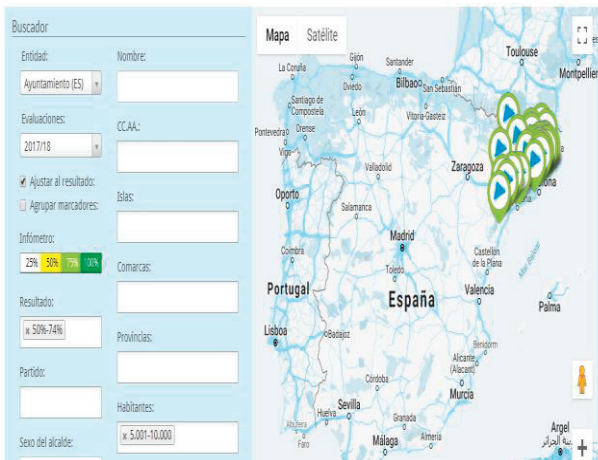 Buscador
Entidad:
Ayuntamiento (ES)
Evaluaciones:
2017/18
Ajustar al resultado:
Agrupar marcadores:
Infómetro:
25% 50% 75% 100%
Resultado:
x 50%-74%
Partido:
Sexo del alcalde:
Nombre:
CC.AA.:
Islas:
Comarcas:
Provincias:
Habitantes:
x 5.001-10.000
Mapa Satélite
Toulouse
Montpellier
La Coruña
Gijón
Santander
Oviedo
Bilbao
San Sebastián
Santiago de
Compostela
León
Vitoria-Gasteiz
Pontevedra
Orense
Vigo
Valladolid
Zaragoza
Oporto
Salamanca
Madrid
Coimbra
Castellón
de la Plana
Mar Balear
Toledo
Portugal
España
Valencia
Palma
Lisboa
Badajoz
Benidorm
Alicante
(Alacant)
Córdoba
Murcia
Sevilla
Huelva
Granada
Albufeira
Faro
Málaga
Almería
Argel